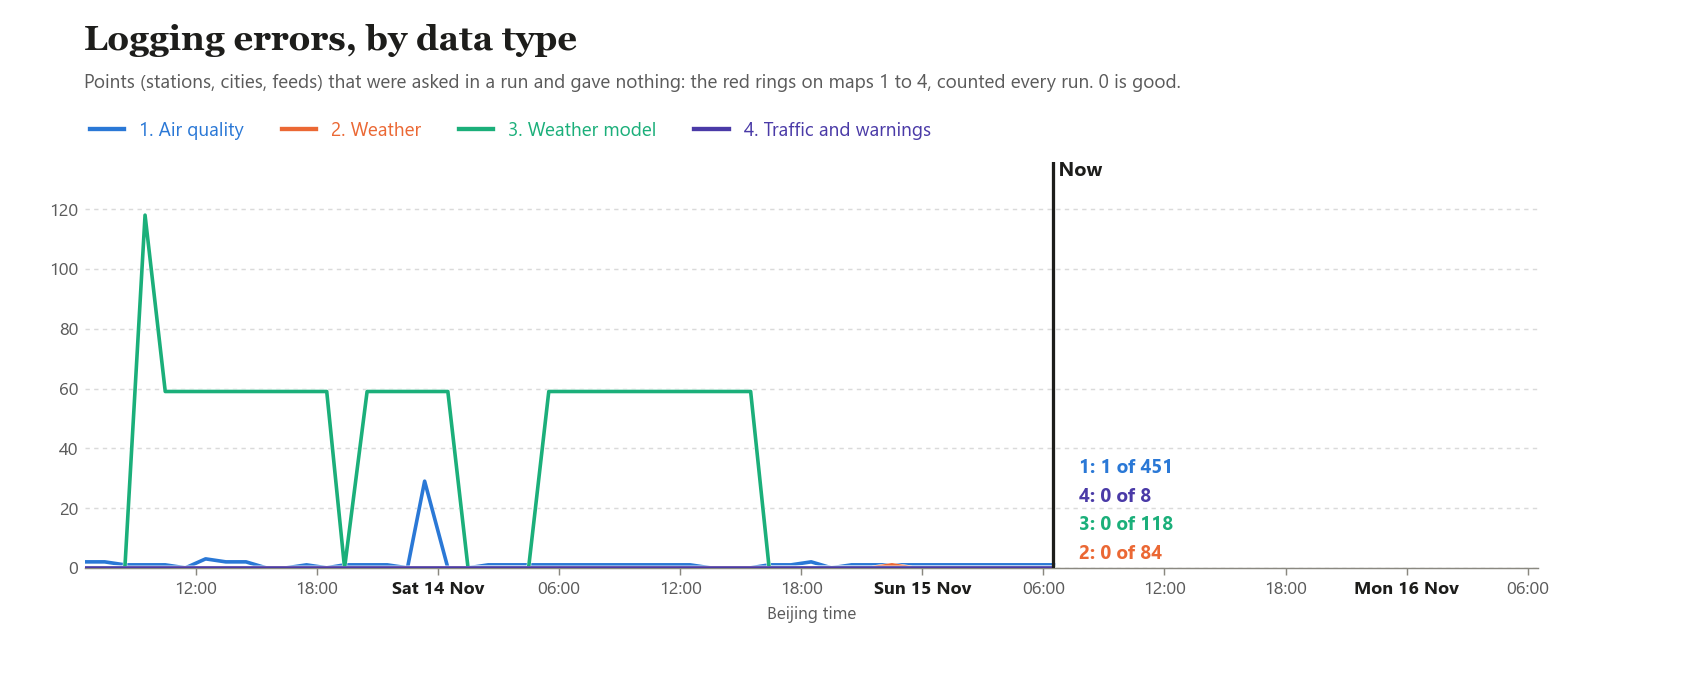 Logging errors, by data type
Points (stations, cities, feeds) that were asked in a run and gave nothing: the red rings on maps 1 to 4, counted every run. 0 is good.
1. Air quality 2. Weather 3. Weather model 4. Traffic and warnings
Now
120
100
80
60
40
20
0
1: 1 of 451
4: 0 of 8
3: 0 of 118
2: 0 of 84
12:00 18:00 Sat 14 Nov 06:00 12:00 18:00 Sun 15 Nov 06:00 12:00 18:00 Mon 16 Nov 06:00
Beijing time